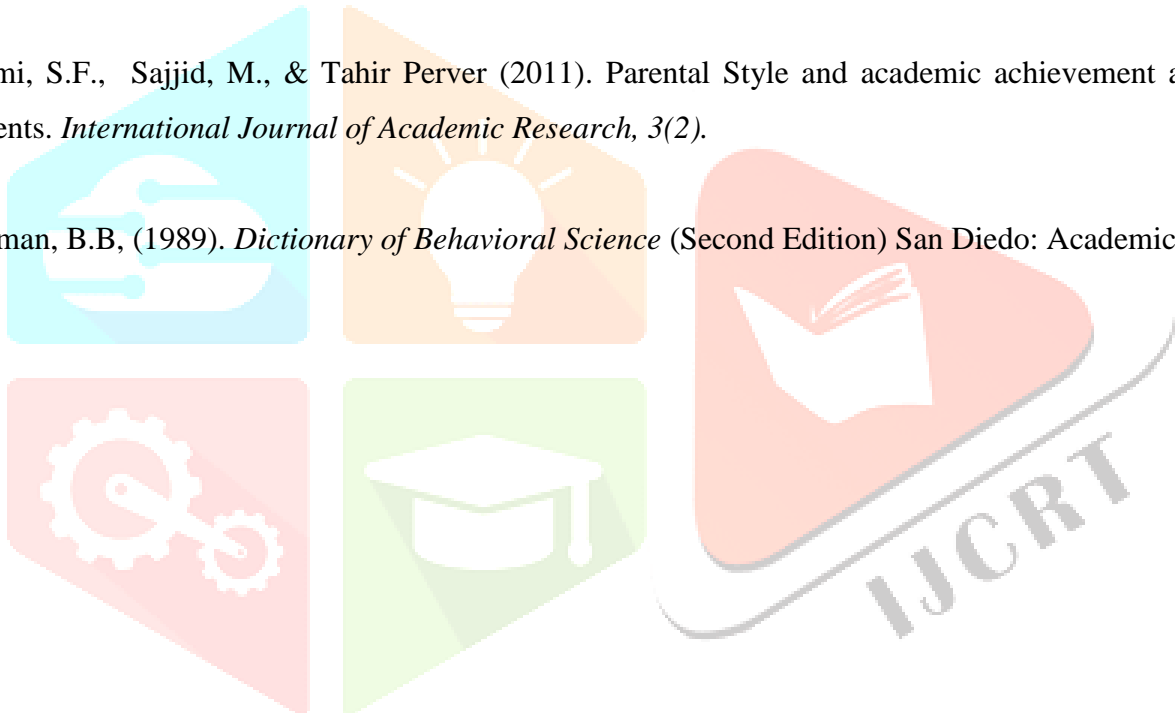 mi, S.F., Sajjid, M., & Tahir Perver (2011). Parental Style and academic achievement a
ents. International Journal of Academic Research, 3(2).
man, B.B, (1989). Dictionary of Behavioral Science (Second Edition) San Diedo: Academic
IJCRT